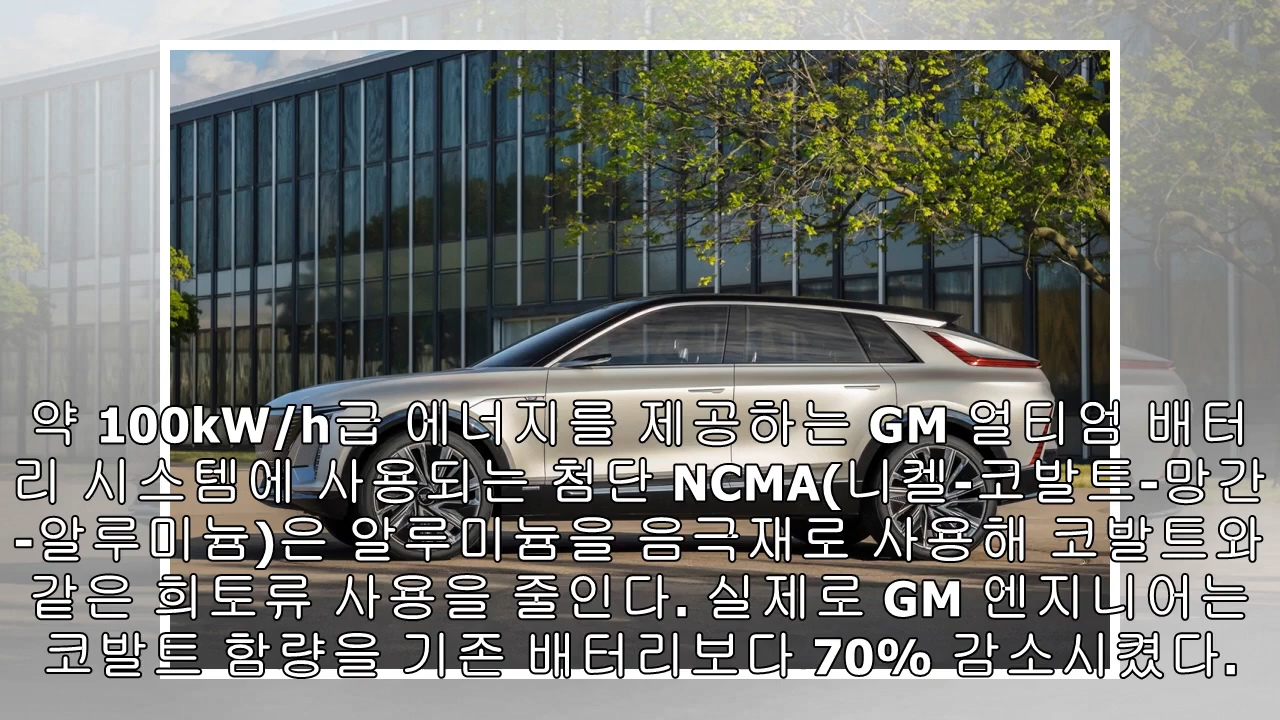 약 100kW/h급 에너지를 제공하는 GM 얼티엄 배터
리 시스템에 사용되는 첨단 NCMA(니켈-코발트-망간
-알루미늄)은 알루미늄을 음극재로 사용해 코발트와
같은 희토류 사용을 줄인다. 실제로 GM 엔지니어는
코발트 함량을 기존 배터리보다 70% 감소시켰다.